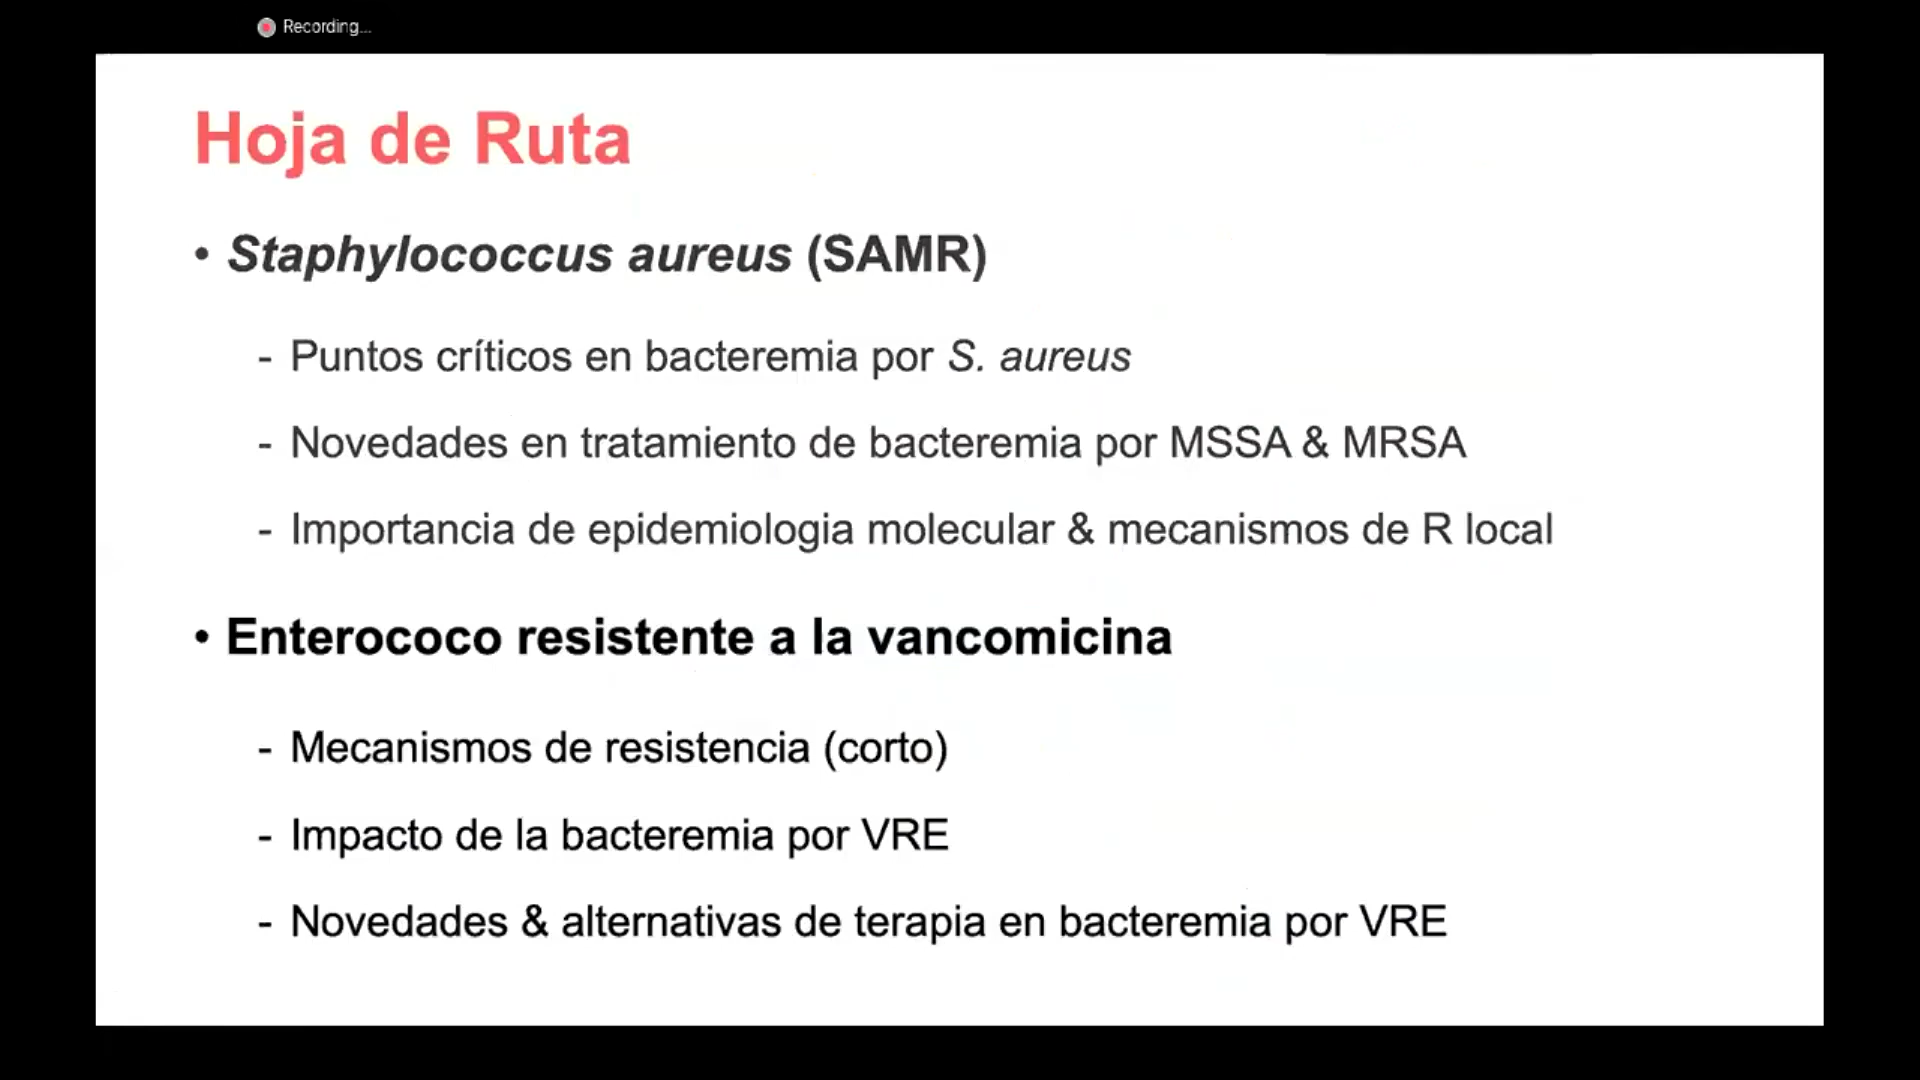 Recording...
Hoja de Ruta
• Staphylococcus aureus (SAMR)
- Puntos críticos en bacteremia por S. aureus
- Novedades en tratamiento de bacteremia por MSSA & MRSA
- Importancia de epidemiologia molecular & mecanismos de R local
• Enterococo resistente a la vancomicina
- Mecanismos de resistencia (corto)
- Impacto de la bacteremia por VRE
- Novedades & alternativas de terapia en bacteremia por VRE